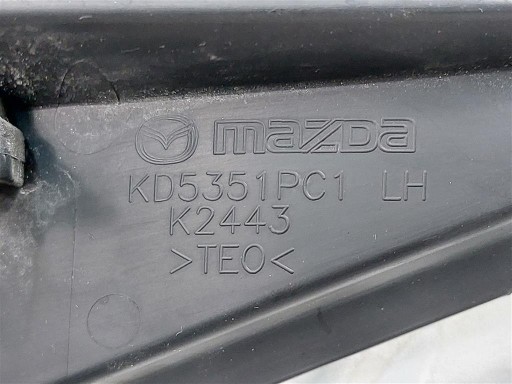 mazda
KD5351PC1 LH
K2443
>TEO<